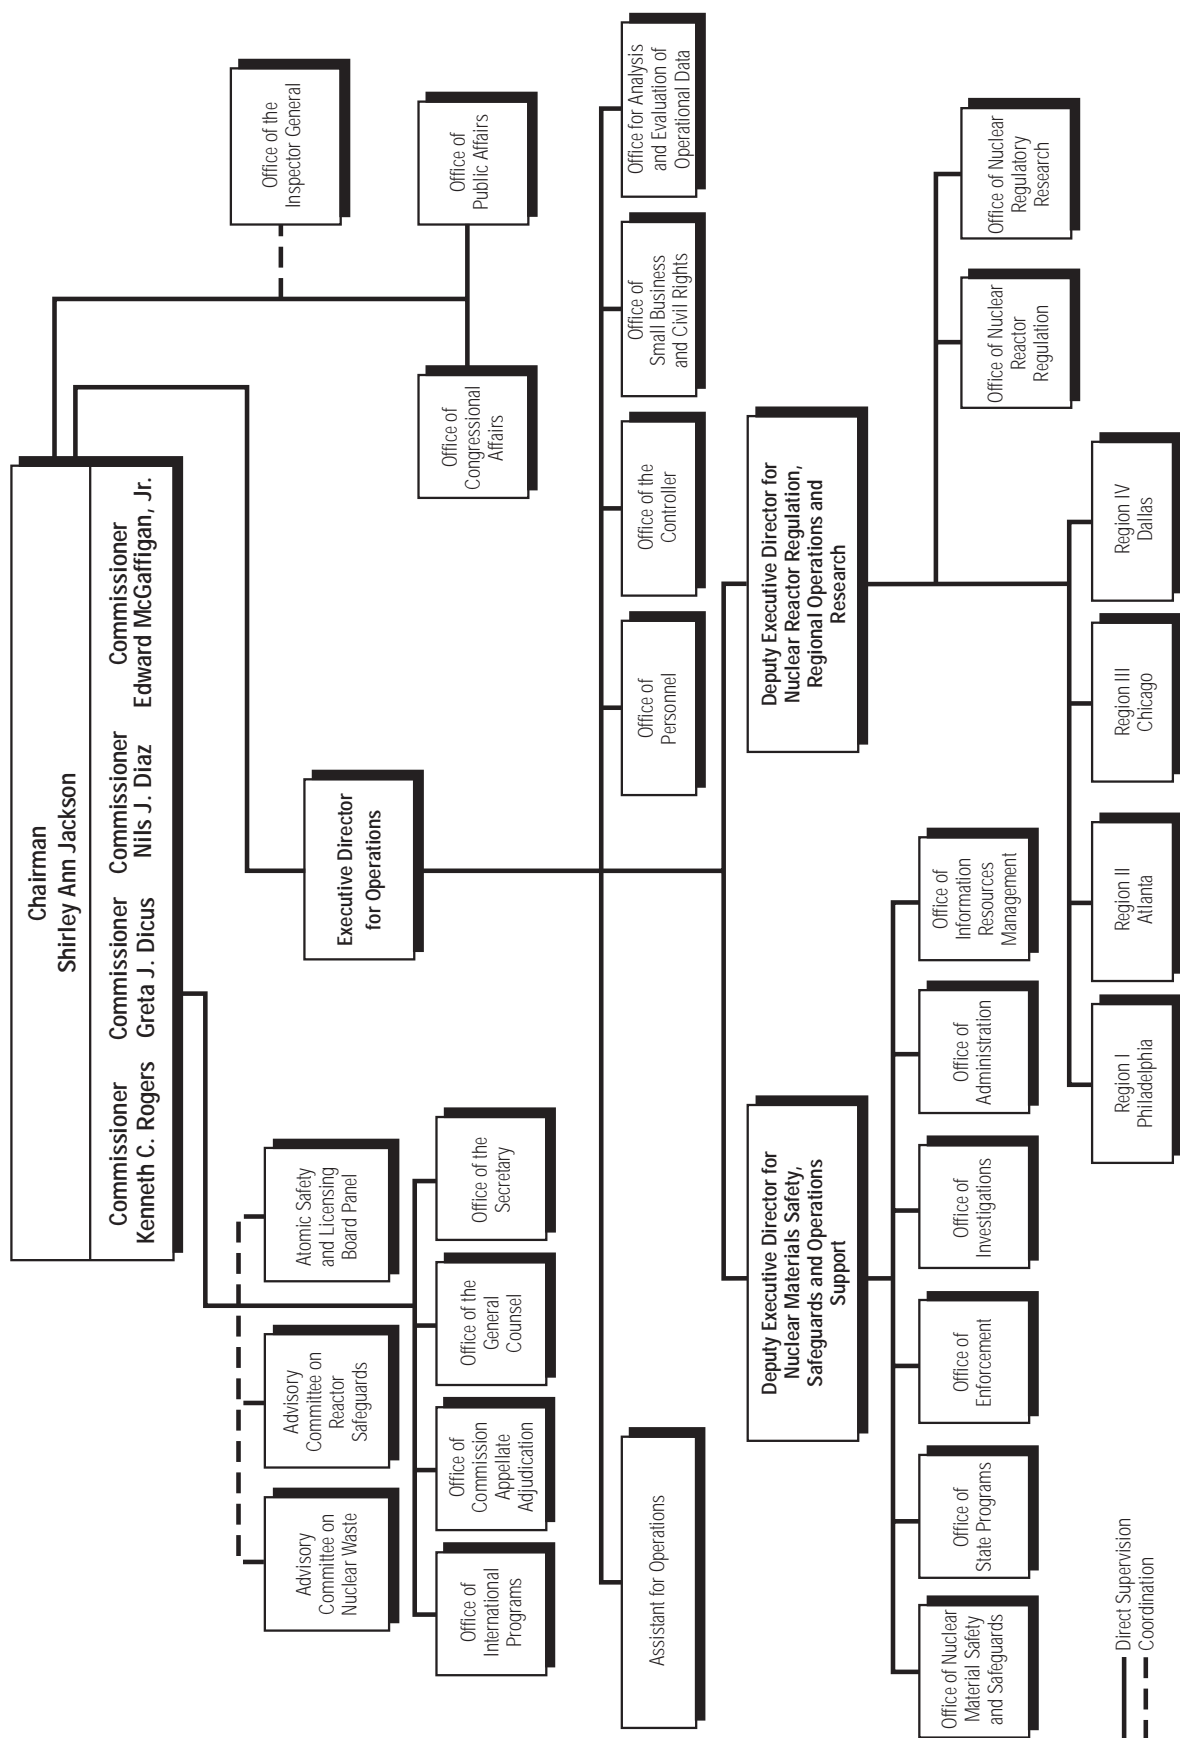 Chairman
Shirley Ann Jackson
Commissioner
Kenneth C. Rogers
Commissioner
Greta J. Dicus
Commissioner
Nils J. Diaz
Commissioner
Edward McGaffigan, Jr.
Office of the
Inspector General
Advisory
Committee on
Nuclear Waste
Advisory
Committee on
Reactor
Safeguards
Atomic Safety
and Licensing
Board Panel
Executive Director
for Operations
Office of
Congressional
Affairs
Office of
Public Affairs
Office of
International
Programs
Office of
Commission
Appellate
Adjudication
Office of the
General
Counsel
Office of the
Secretary
Assistant for Operations
Office of
Personnel
Office of the
Controller
Office of
Small Business
and Civil Rights
Office for Analysis
and Evaluation of
Operational Data
Deputy Executive Director for
Nuclear Materials Safety,
Safeguards and Operations
Support
Deputy Executive Director for
Nuclear Reactor Regulation,
Regional Operations and
Research
Office of Nuclear
Material Safety
and Safeguards
Office of
State Programs
Office of
Enforcement
Office of
Investigations
Office of
Administration
Office of
Information
Resources
Management
Office of Nuclear
Reactor
Regulation
Office of Nuclear
Regulatory
Research
Region I
Philadelphia
Region II
Atlanta
Region III
Chicago
Region IV
Dallas
Direct Supervision
Coordination